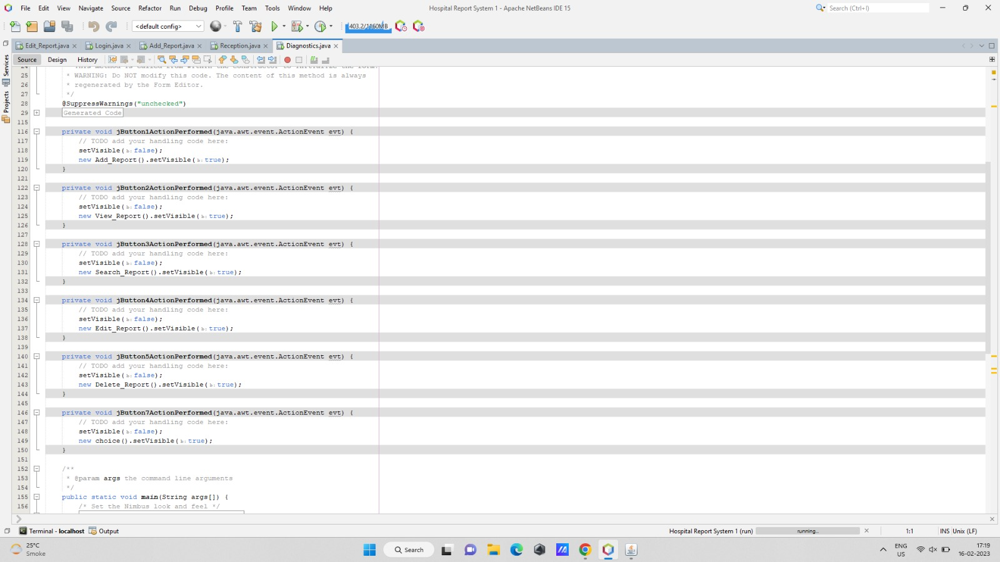 File Edit View Navigate Source Refactor Run Debug Profile Team Tools Window Help
Hospital Report System 1 - Apache NetBeans IDE 15
Search (Ctrl+I)
<default config>
403.2/1160MB
Edit_Report.java Login.java Add_Report.java Reception.java Diagnostics.java
Source Design History
Services
Projects
24 * This method is called from within the constructor to initialize the form.
25 * WARNING: Do NOT modify this code. The content of this method is always
26 * regenerated by the Form Editor.
27 */
28 @SuppressWarnings("unchecked")
29 Generated Code
115
116 private void jButton1ActionPerformed(java.awt.event.ActionEvent evt) {
117 // TODO add your handling code here:
118 setVisible(b:false);
119 new Add_Report().setVisible(b:true);
120 }
121
122 private void jButton2ActionPerformed(java.awt.event.ActionEvent evt) {
123 // TODO add your handling code here:
124 setVisible(b:false);
125 new View_Report().setVisible(b:true);
126 }
127
128 private void jButton3ActionPerformed(java.awt.event.ActionEvent evt) {
129 // TODO add your handling code here:
130 setVisible(b:false);
131 new Search_Report().setVisible(b:true);
132 }
133
134 private void jButton4ActionPerformed(java.awt.event.ActionEvent evt) {
135 // TODO add your handling code here:
136 setVisible(b:false);
137 new Edit_Report().setVisible(b:true);
138 }
139
140 private void jButton5ActionPerformed(java.awt.event.ActionEvent evt) {
141 // TODO add your handling code here:
142 setVisible(b:false);
143 new Delete_Report().setVisible(b:true);
144 }
145
146 private void jButton7ActionPerformed(java.awt.event.ActionEvent evt) {
147 // TODO add your handling code here:
148 setVisible(b:false);
149 new choice().setVisible(b:true);
150 }
151
152 /**
153 * @param args the command line arguments
154 */
155 public static void main(String args[]) {
156 /* Set the Nimbus look and feel */
Terminal - localhost Output
Hospital Report System 1 (run) running... 1:1 INS Unix (LF)
25°C
Smoke
Search
ENG
US
17:19
16-02-2023